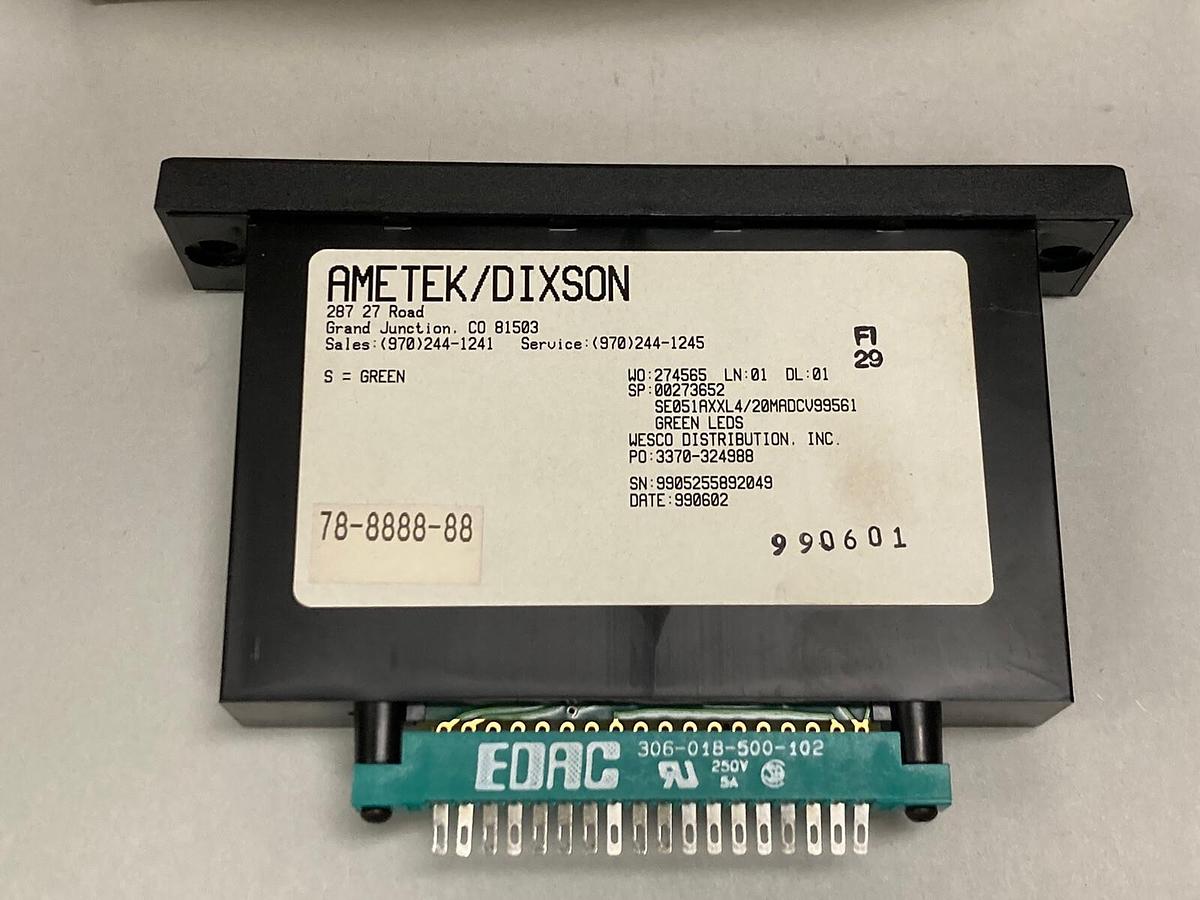 AMETEK/DIXSON
287 27 Road
Grand Junction, CO 81503
Sales:(970)244-1241 Service:(970)244-1245
FI
29
S = GREEN
WO:274565 LN:01 DL:01
SP:00273652
SE051AXXL4/20MADCV99561
GREEN LEDS
WESCO DISTRIBUTION, INC.
PO:3370-324988
SN:9905255892049
DATE:990602
78-8888-88
990601
EDAC 306-018-500-102
250V
5A